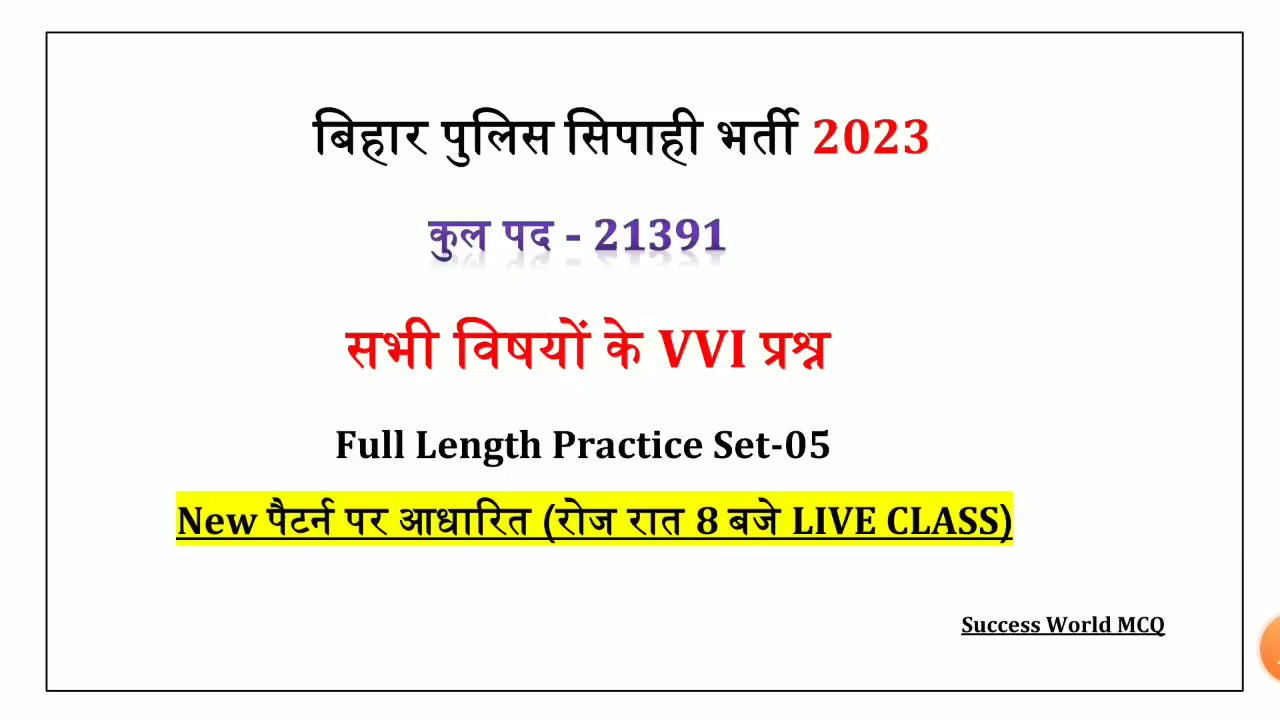 बिहार पुलिस सिपाही भर्ती 2023
कुल पद - 21391
सभी विषयों के VVI प्रश्न
Full Length Practice Set-05
New पैटर्न पर आधारित (रोज रात 8 बजे LIVE CLASS)
Success World MCQ